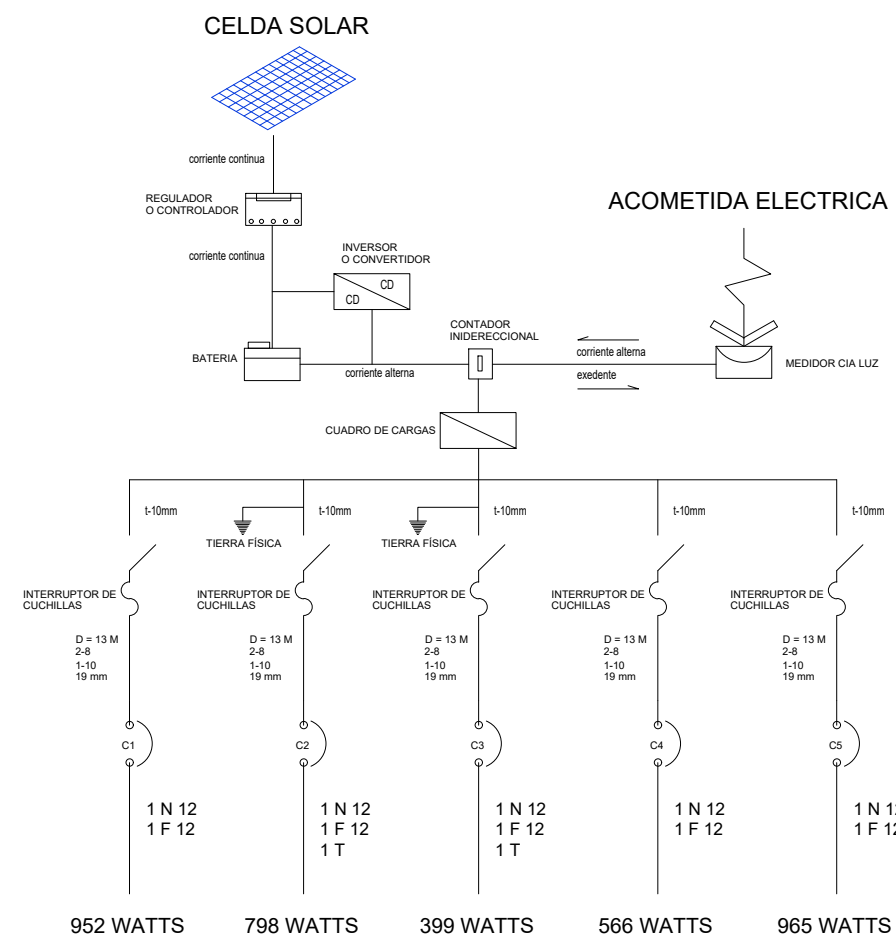 CELDA SOLAR
corriente continua
REGULADOR
O CONTROLADOR
ACOMETIDA ELECTRICA
corriente continua
INVERSOR
O CONVERTIDOR
CD
CD
CONTADOR
INIDERECCIONAL
BATERIA
corriente alterna
corriente alterna
exedente
MEDIDOR CIA LUZ
CUADRO DE CARGAS
t-10mm
t-10mm
t-10mm
t-10mm
t-10mm
TIERRA FÍSICA
TIERRA FÍSICA
INTERRUPTOR DE
CUCHILLAS
INTERRUPTOR DE
CUCHILLAS
INTERRUPTOR DE
CUCHILLAS
INTERRUPTOR DE
CUCHILLAS
INTERRUPTOR DE
CUCHILLAS
D = 13 M
2-8
1-10
19 mm
D = 13 M
2-8
1-10
19 mm
D = 13 M
2-8
1-10
19 mm
D = 13 M
2-8
1-10
19 mm
D = 13 M
2-8
1-10
19 mm
C1
C2
C3
C4
C5
1 N 12
1 F 12
1 N 12
1 F 12
1 T
1 N 12
1 F 12
1 T
1 N 12
1 F 12
1 N 12
1 F 12
952 WATTS
798 WATTS
399 WATTS
566 WATTS
965 WATTS